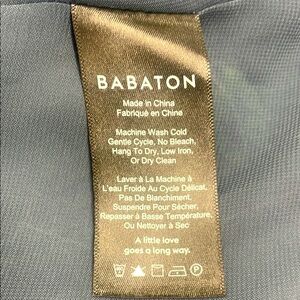 BABATON
Made in China
Fabriqué en Chine
Machine Wash Cold
Gentle Cycle, No Bleach,
Hang To Dry, Low Iron,
Or Dry Clean
Laver à La Machine à
L'eau Froide Au Cycle Délicat,
Pas De Blanchiment,
Suspendre Pour Sécher,
Repasser à Basse Température,
Ou Nettoyer à Sec
A little love
goes a long way.